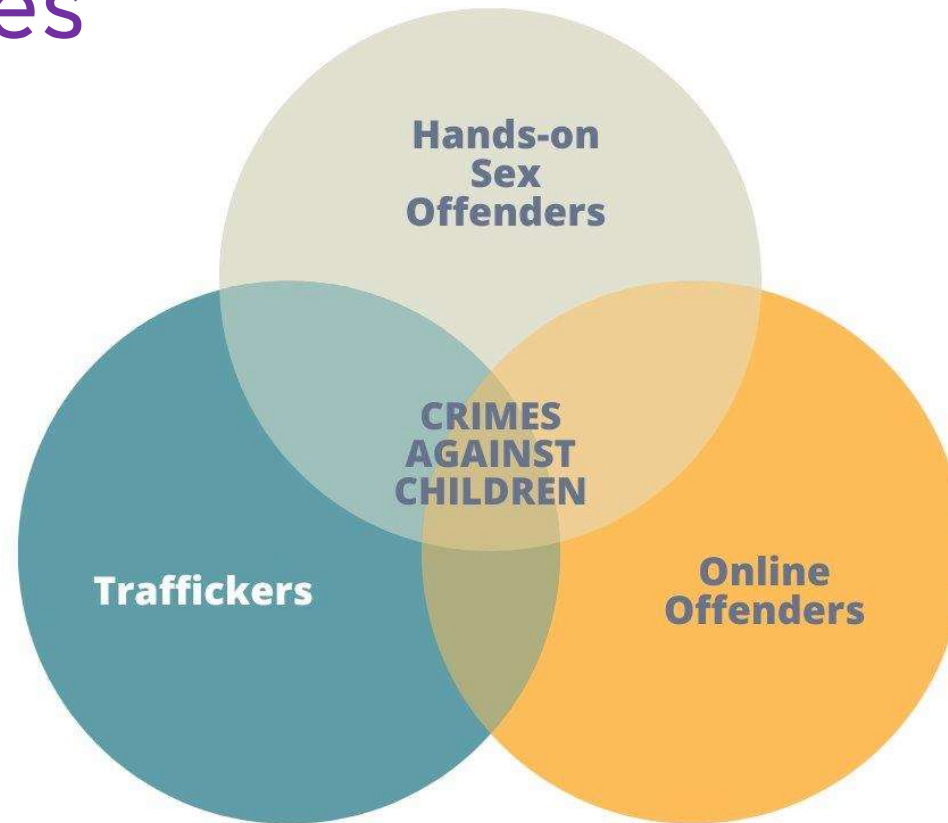 es
Hands-on
Sex
Offenders
CRIMES
AGAINST
CHILDREN
Traffickers
Online
Offenders